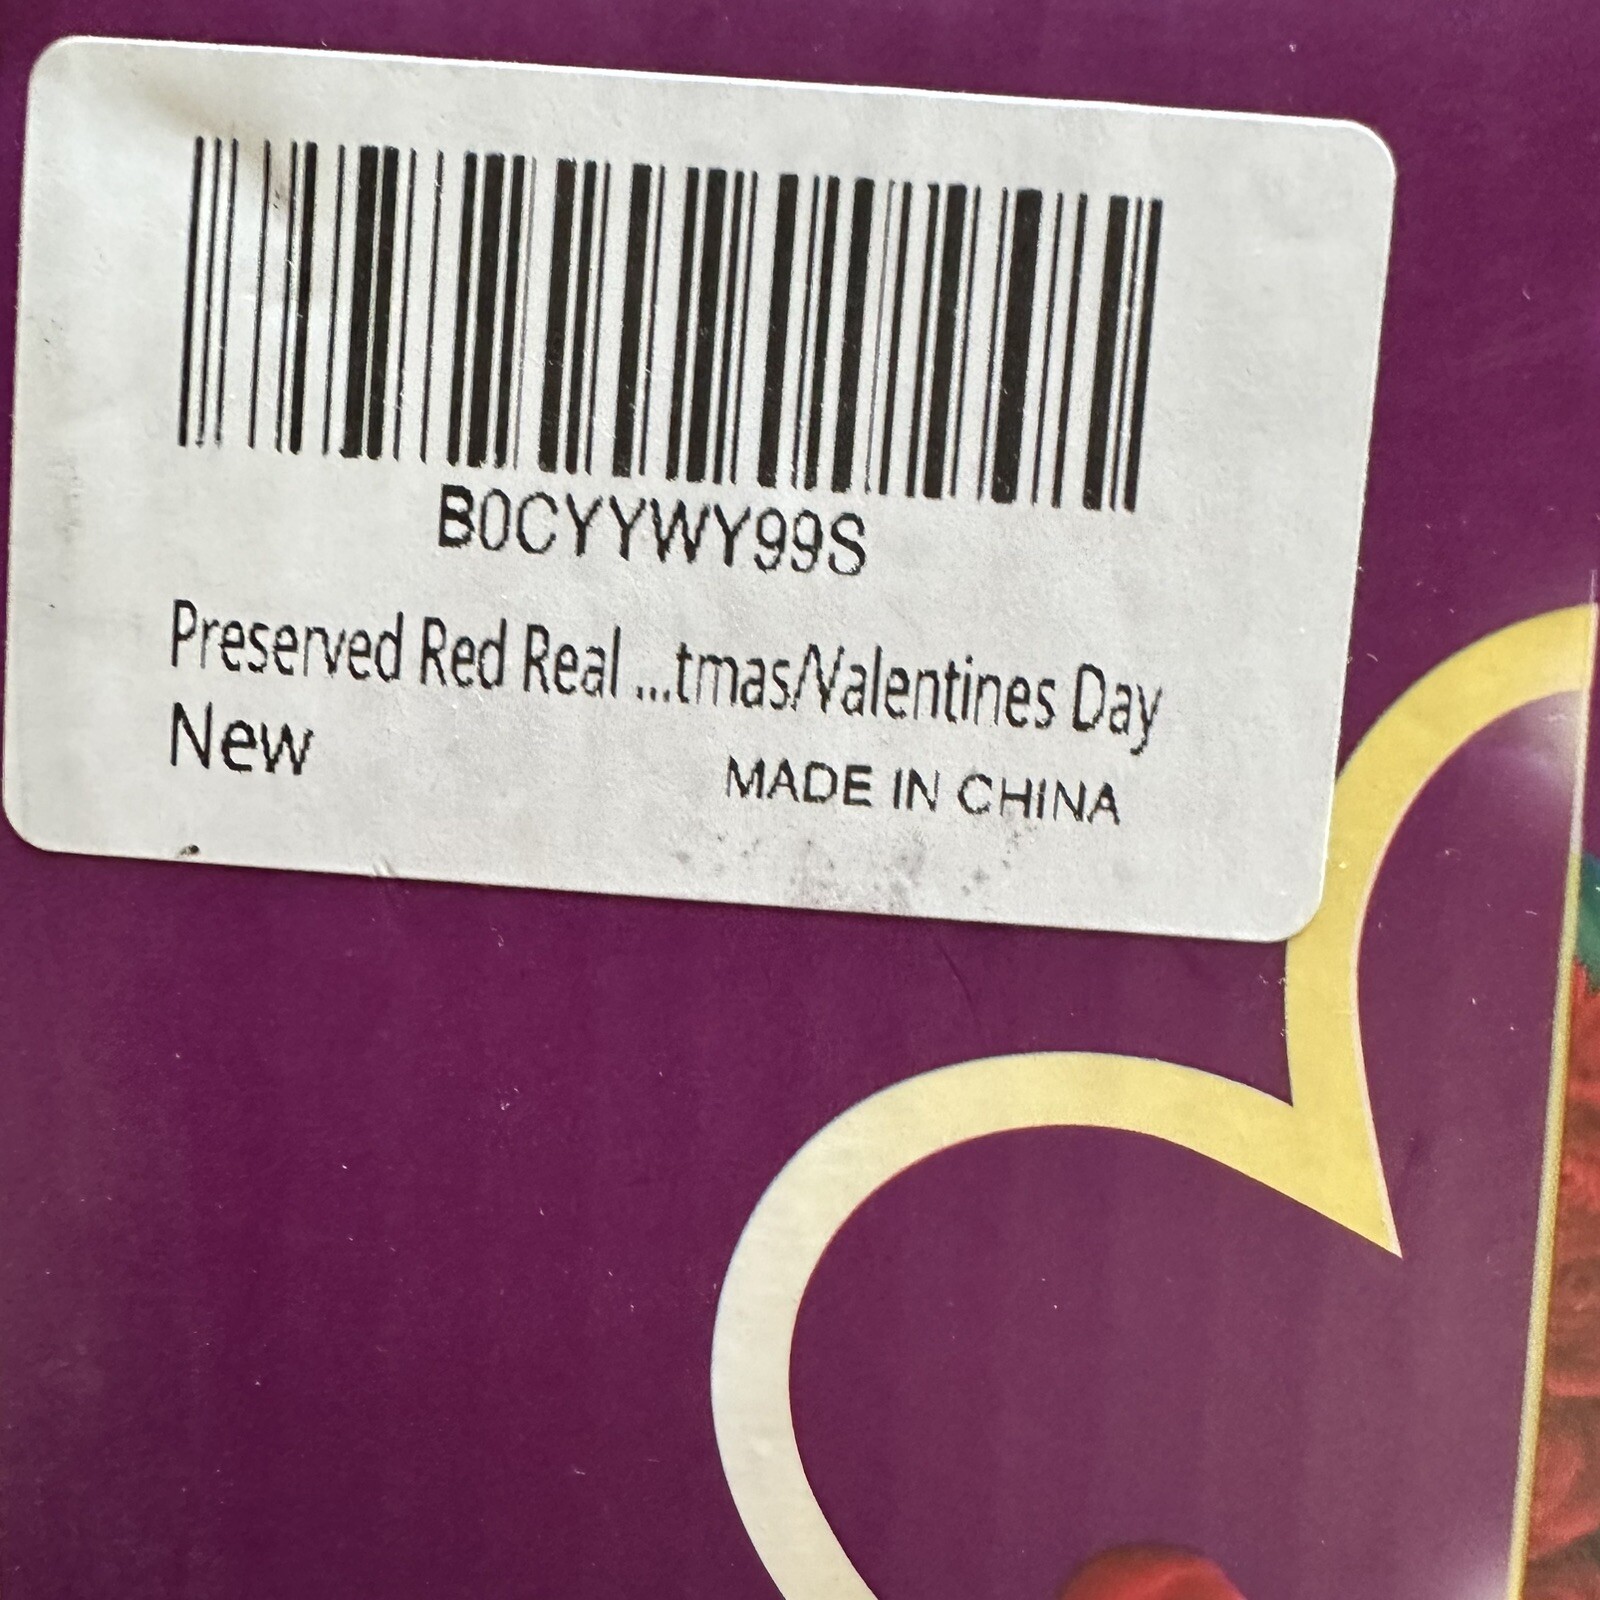 B0CYYWY99S
Preserved Red Real ...tmas/Valentines Day
New
MADE IN CHINA